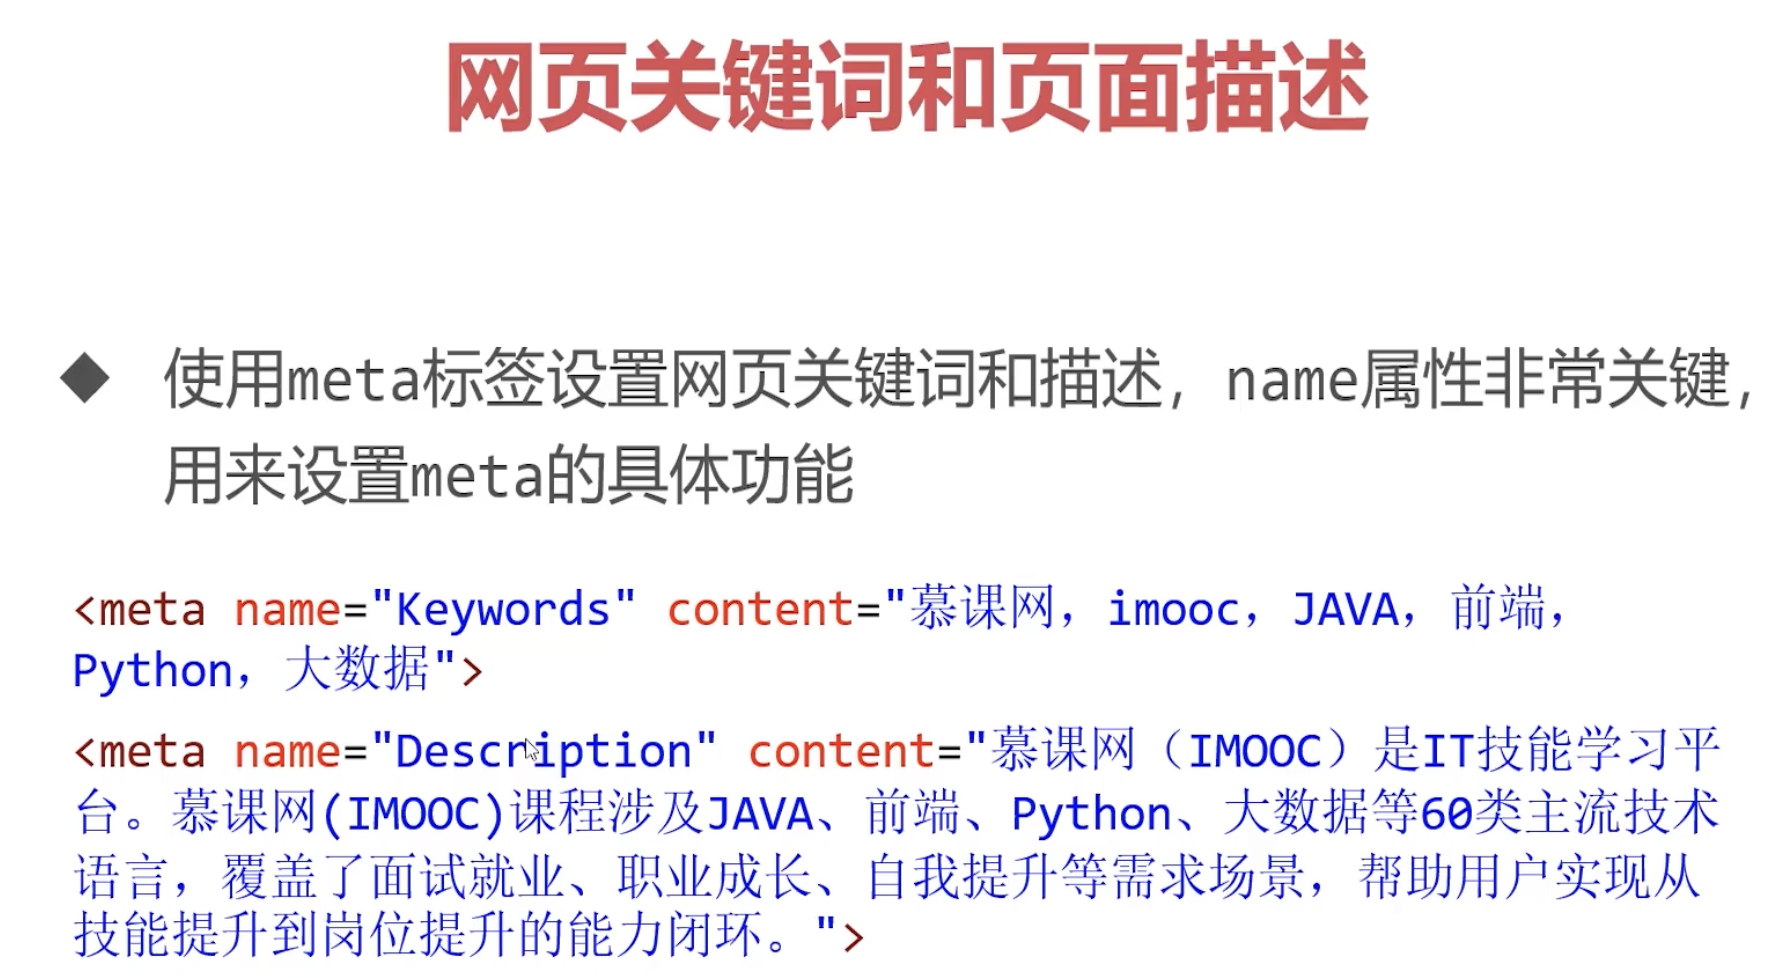 网页关键词和页面描述
使用meta标签设置网页关键词和描述，name属性非常关键，
用来设置meta的具体功能
<meta name="Keywords" content="慕课网，imooc，JAVA，前端，
Python，大数据">
<meta name="Description" content="慕课网（IMOOC）是IT技能学习平
台。慕课网(IMOOC)课程涉及JAVA、前端、Python、大数据等60类主流技术
语言，覆盖了面试就业、职业成长、自我提升等需求场景，帮助用户实现从
技能提升到岗位提升的能力闭环。">